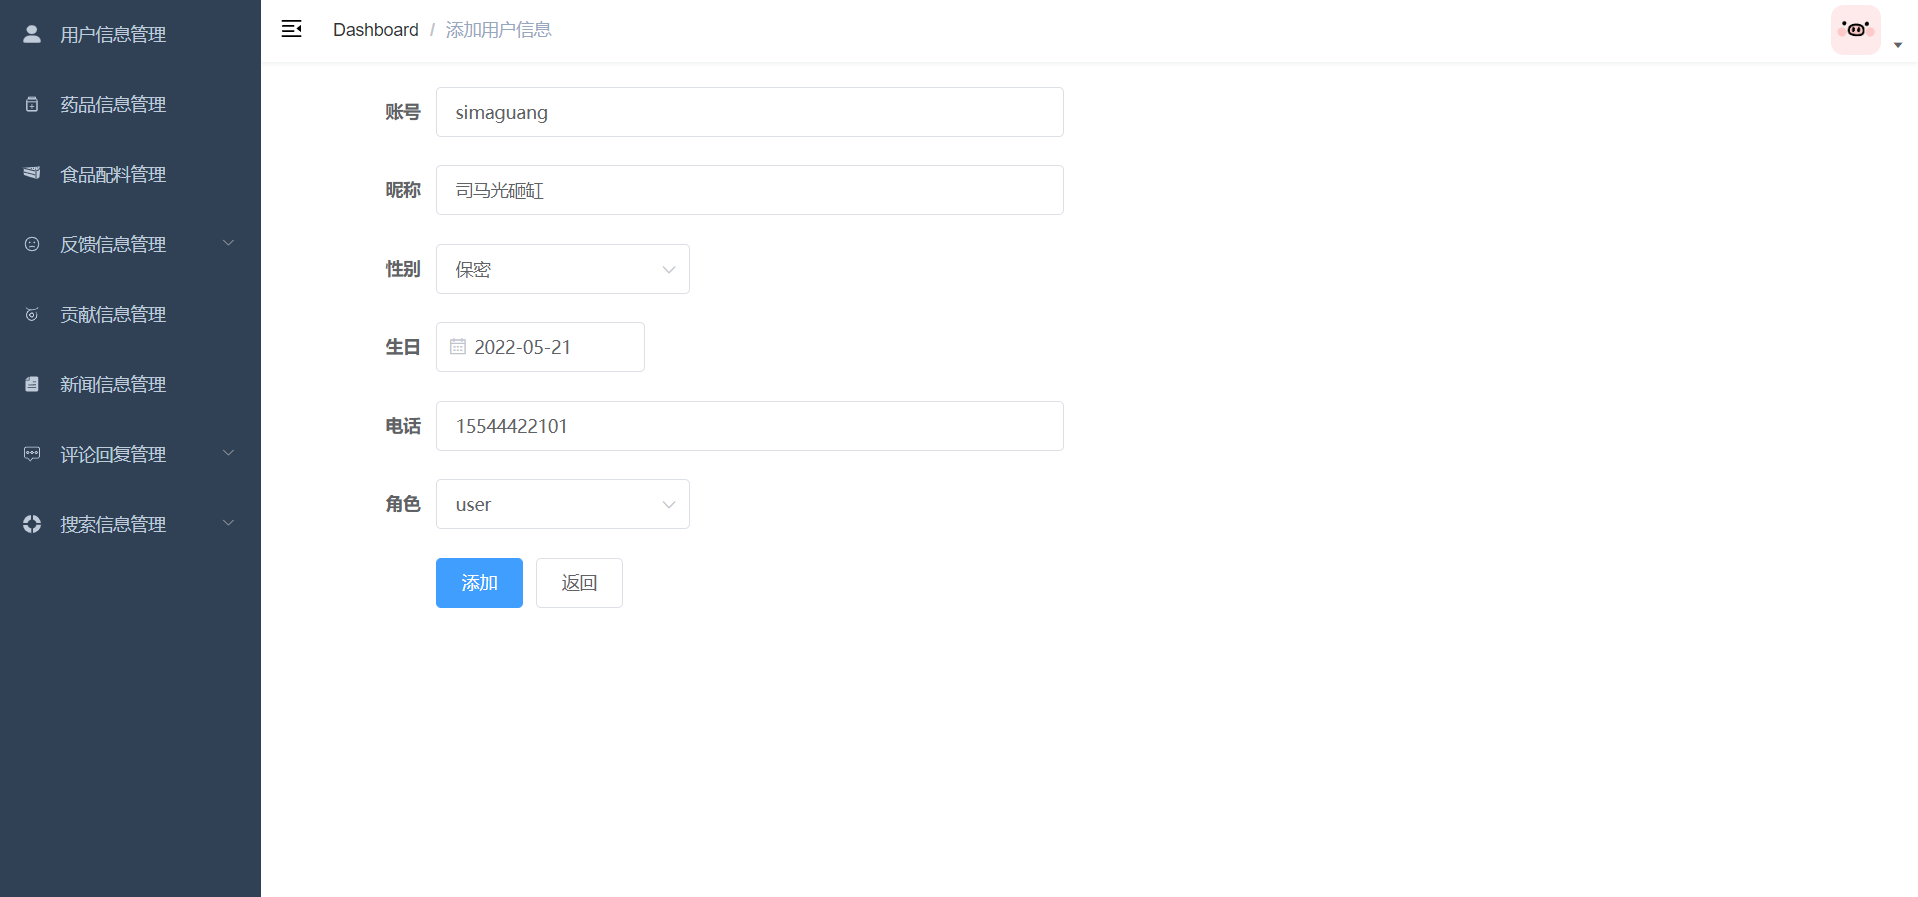 用户信息管理
药品信息管理
食品配料管理
反馈信息管理
贡献信息管理
新闻信息管理
评论回复管理
搜索信息管理
Dashboard / 添加用户信息
账号 simaguang
昵称 司马光砸缸
性别 保密
生日 2022-05-21
电话 15544422101
角色 user
添加 返回